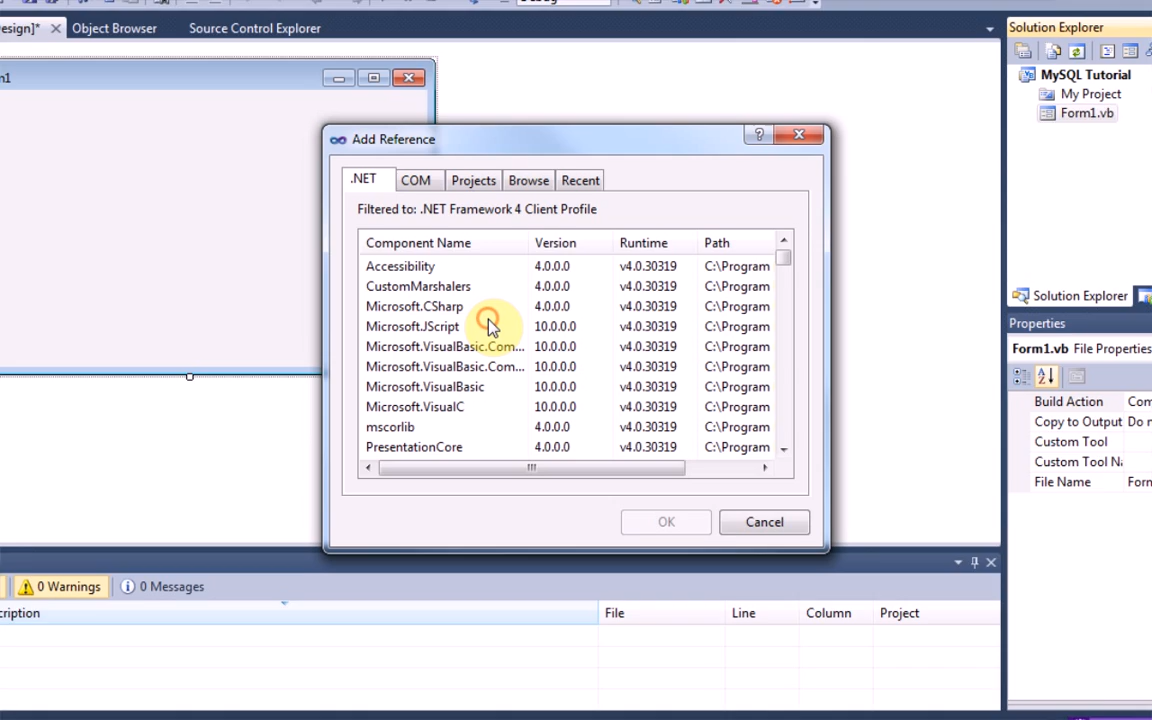 esign]*
Object Browser
Source Control Explorer
Solution Explorer
MySQL Tutorial
My Project
Form1.vb
m1
Add Reference
.NET
COM
Projects
Browse
Recent
Filtered to: .NET Framework 4 Client Profile
Component Name Version Runtime Path
Accessibility 4.0.0.0 v4.0.30319 C:\Program
CustomMarshalers 4.0.0.0 v4.0.30319 C:\Program
Microsoft.CSharp 4.0.0.0 v4.0.30319 C:\Program
Microsoft.JScript 10.0.0.0 v4.0.30319 C:\Program
Microsoft.VisualBasic.Com... 10.0.0.0 v4.0.30319 C:\Program
Microsoft.VisualBasic.Com... 10.0.0.0 v4.0.30319 C:\Program
Microsoft.VisualBasic 10.0.0.0 v4.0.30319 C:\Program
Microsoft.VisualC 10.0.0.0 v4.0.30319 C:\Program
mscorlib 4.0.0.0 v4.0.30319 C:\Program
PresentationCore 4.0.0.0 v4.0.30319 C:\Program
OK
Cancel
Solution Explorer
Properties
Form1.vb File Properties
Build Action Com
Copy to Output Do n
Custom Tool
Custom Tool Na
File Name Form
0 Warnings
0 Messages
cription File Line Column Project